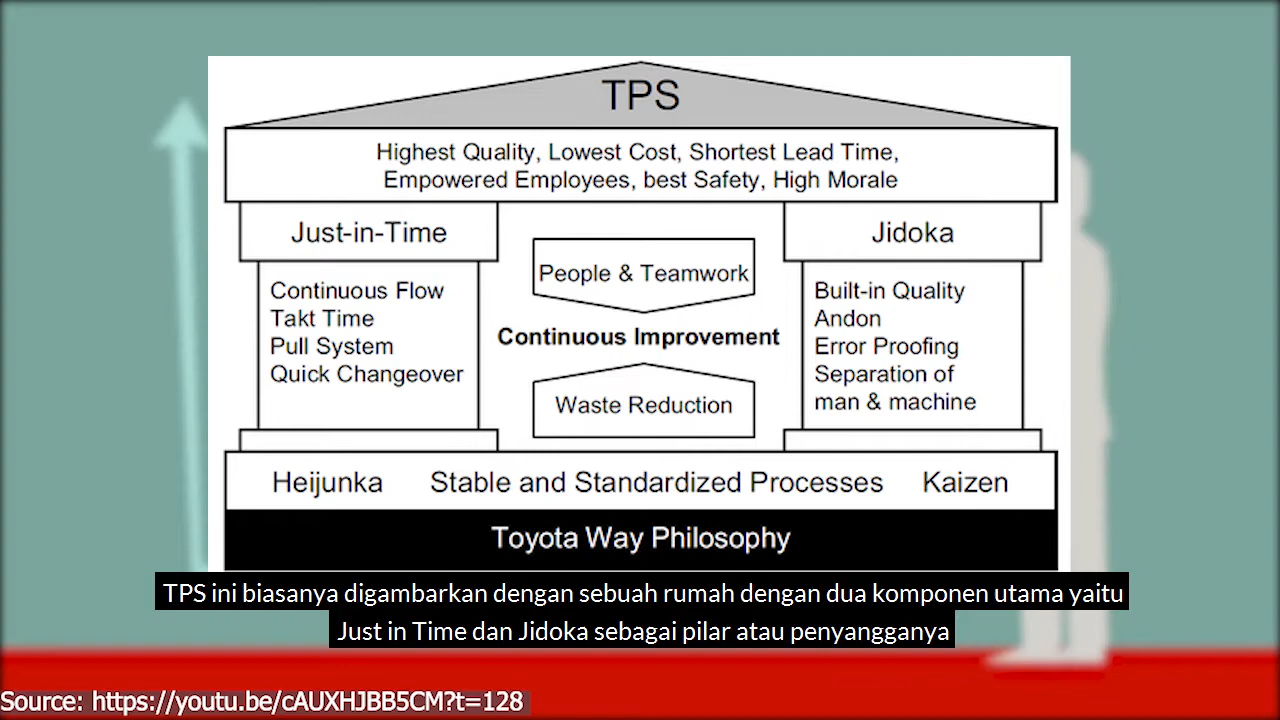 TPS
Highest Quality, Lowest Cost, Shortest Lead Time,
Empowered Employees, best Safety, High Morale
Just-in-Time
Continuous Flow
Takt Time
Pull System
Quick Changeover
People & Teamwork
Continuous Improvement
Waste Reduction
Jidoka
Built-in Quality
Andon
Error Proofing
Separation of
man & machine
Heijunka Stable and Standardized Processes Kaizen
Toyota Way Philosophy
TPS ini biasanya digambarkan dengan sebuah rumah dengan dua komponen utama yaitu
Just in Time dan Jidoka sebagai pilar atau penyangganya
Source: https://youtu.be/cAUXHJBB5CM?t=128